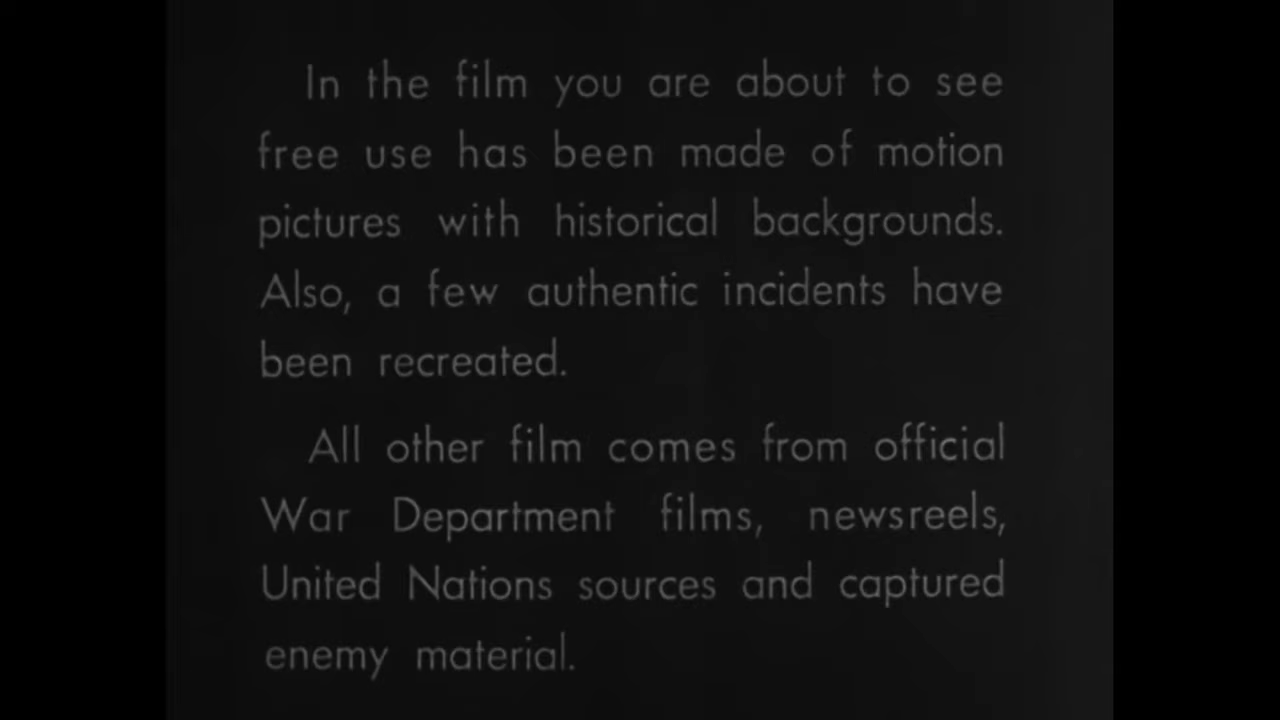 In the film you are about to see
free use has been made of motion
pictures with historical backgrounds.
Also, a few authentic incidents have
been recreated.
All other film comes from official
War Department films, newsreels,
United Nations sources and captured
enemy material.